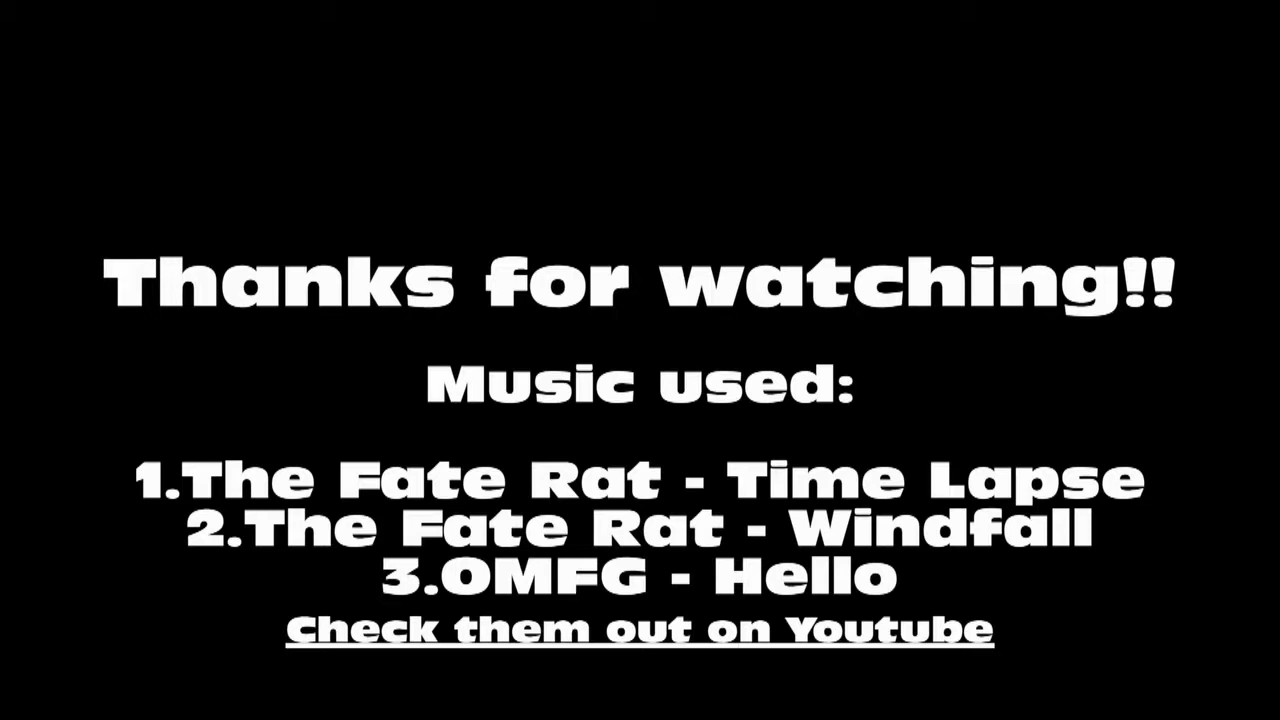 Thanks for watching!!
Music used:
1.The Fate Rat - Time Lapse
2.The Fate Rat - Windfall
3.OMFG - Hello
Check them out on Youtube